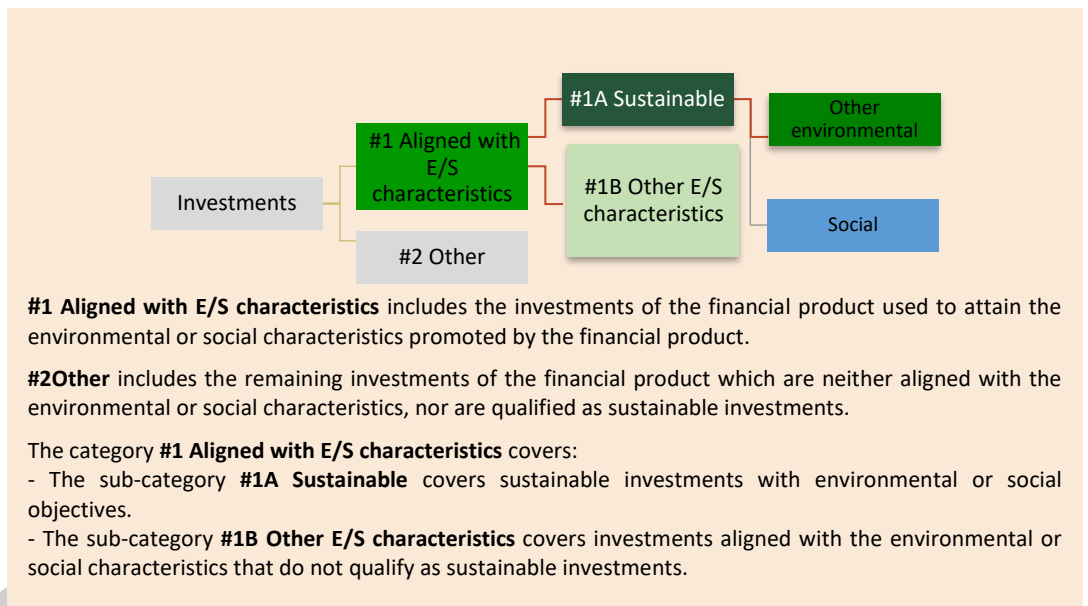 #1A Sustainable
Other
environmental
#1 Aligned with
E/S
characteristics
#1B Other E/S
characteristics
Investments
Social
#2 Other
#1 Aligned with E/S characteristics includes the investments of the financial product used to attain the
environmental or social characteristics promoted by the financial product.
#2Other includes the remaining investments of the financial product which are neither aligned with the
environmental or social characteristics, nor are qualified as sustainable investments.
The category #1 Aligned with E/S characteristics covers:
- The sub-category #1A Sustainable covers sustainable investments with environmental or social
objectives.
- The sub-category #1B Other E/S characteristics covers investments aligned with the environmental or
social characteristics that do not qualify as sustainable investments.